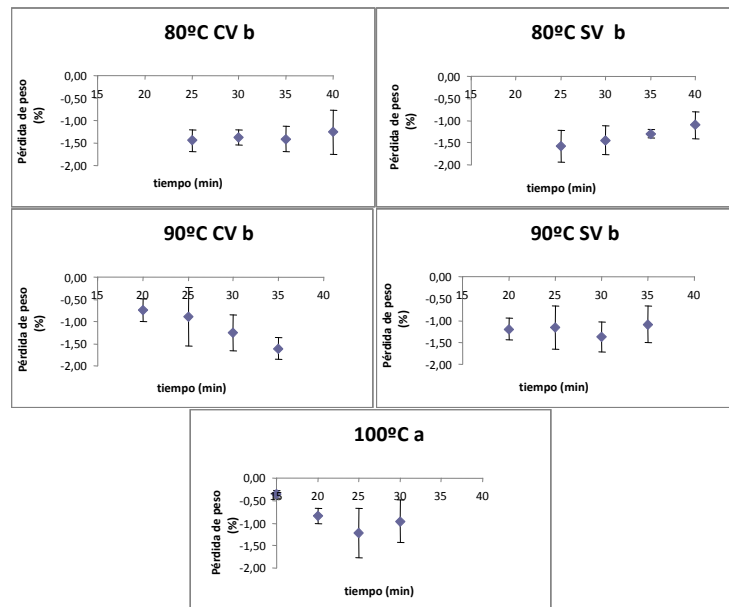 80ºC CV b
0,00
-0,50
-1,00
-1,50
-2,00
15 20 25 30 35 40
Pérdida de peso
(%)
tiempo (min)
80ºC SV b
0,00
-0,50
-1,00
-1,50
-2,00
15 20 25 30 35 40
Pérdida de peso
(%)
tiempo (min)
90ºC CV b
0,00
-0,50
-1,00
-1,50
-2,00
15 20 25 30 35 40
Pérdida de peso
(%)
tiempo (min)
90ºC SV b
0,00
-0,50
-1,00
-1,50
-2,00
15 20 25 30 35 40
Pérdida de peso
(%)
tiempo (min)
100ºC a
0,00
-0,50
-1,00
-1,50
-2,00
15 20 25 30 35 40
Pérdida de peso
(%)
tiempo (min)